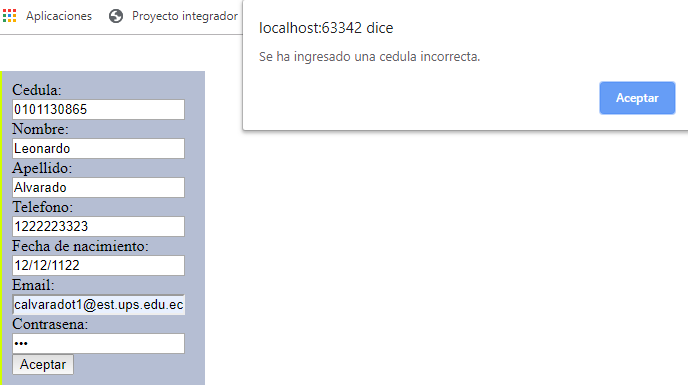 Aplicaciones
Proyecto integrador
localhost:63342 dice
Se ha ingresado una cedula incorrecta.
Aceptar
Cedula:
0101130865
Nombre:
Leonardo
Apellido:
Alvarado
Telefono:
1222223323
Fecha de nacimiento:
12/12/1122
Email:
calvaradot1@est.ups.edu.ec
Contrasena:
•••
Aceptar